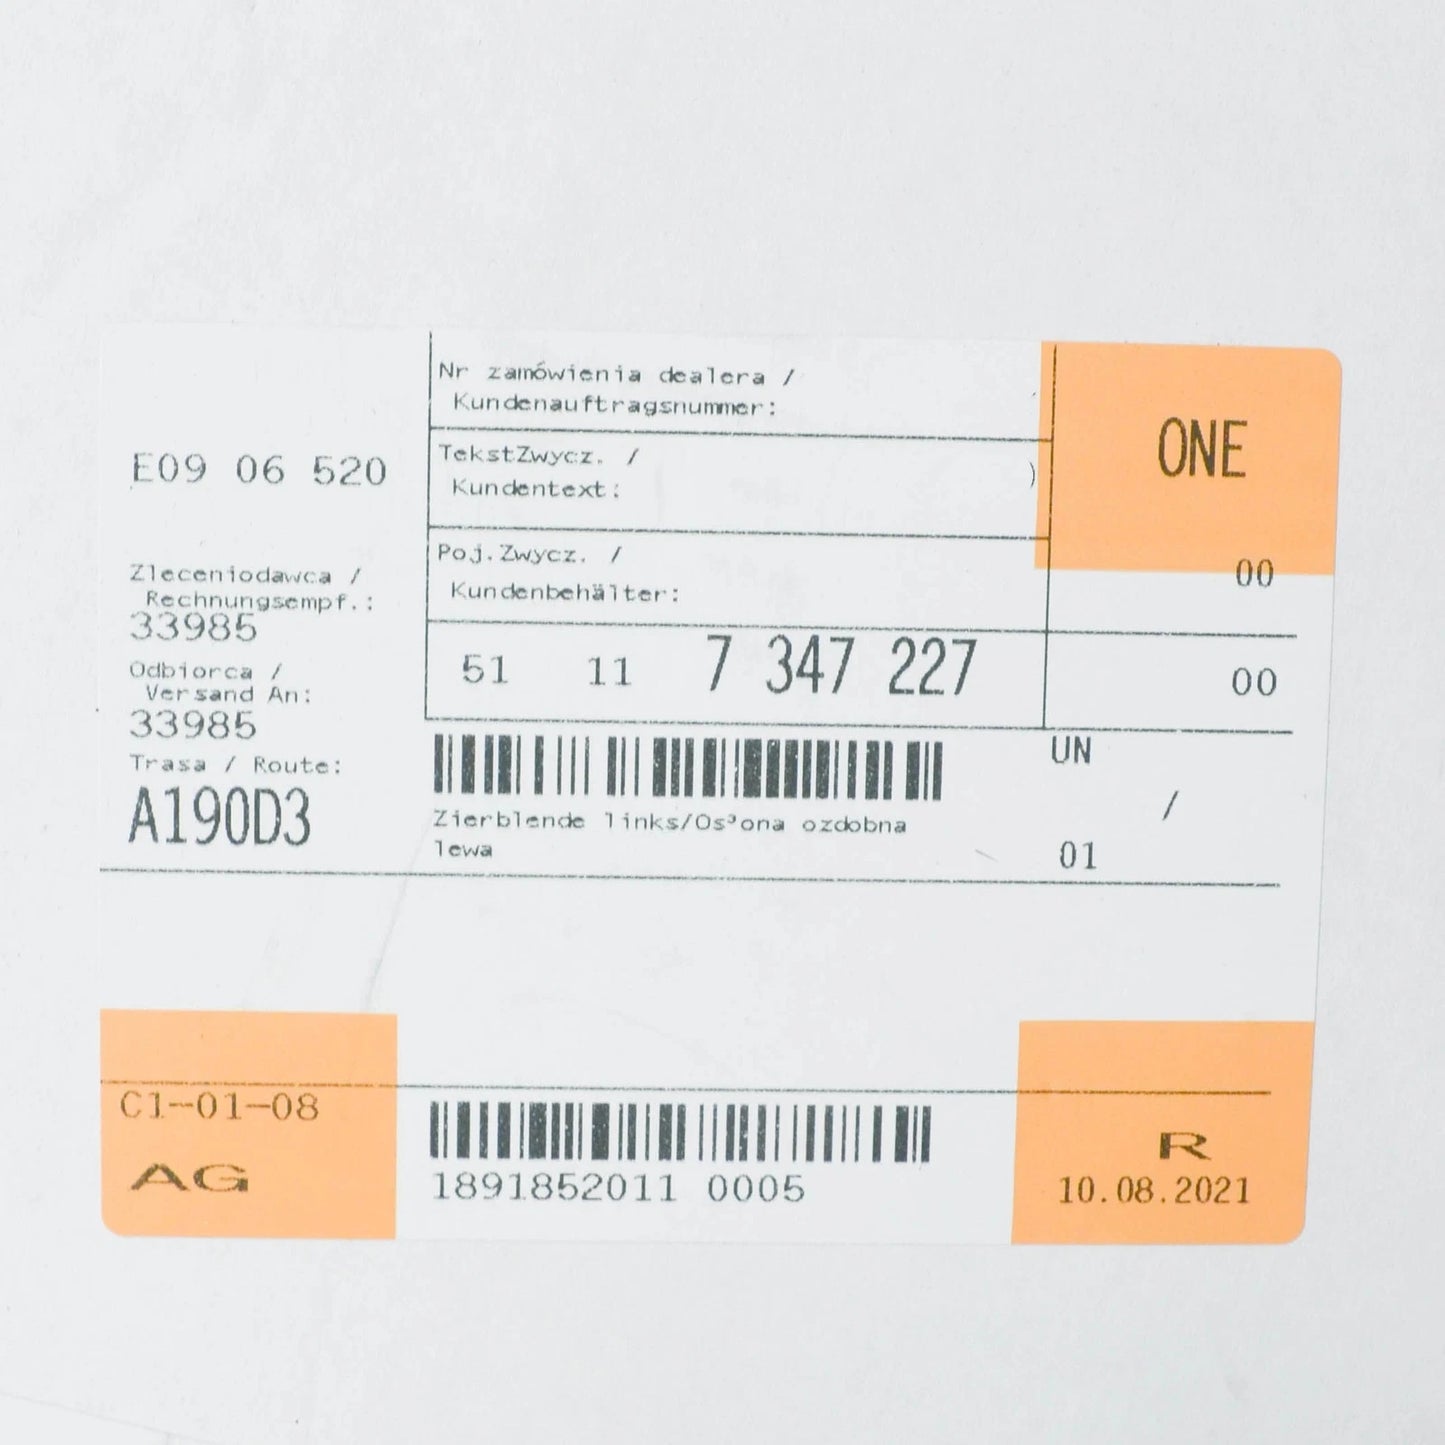 Nr zamówienia dealera /
Kundenauftragsnummer:
ONE
E09 06 520
TekstZwycz. /
Kundentext:
)
Poj.Zwycz. /
Kundenbehälter:
00
Zleceniodawca /
Rechnungsempf.:
33985
51 11 7 347 227
00
Odbiorca /
Versand An:
33985
UN
Trasa / Route:
A190D3
/
Zierblende links/Os³ona ozdobna
lewa
01
C1-01-08
AG
1891852011 0005
R
10.08.2021